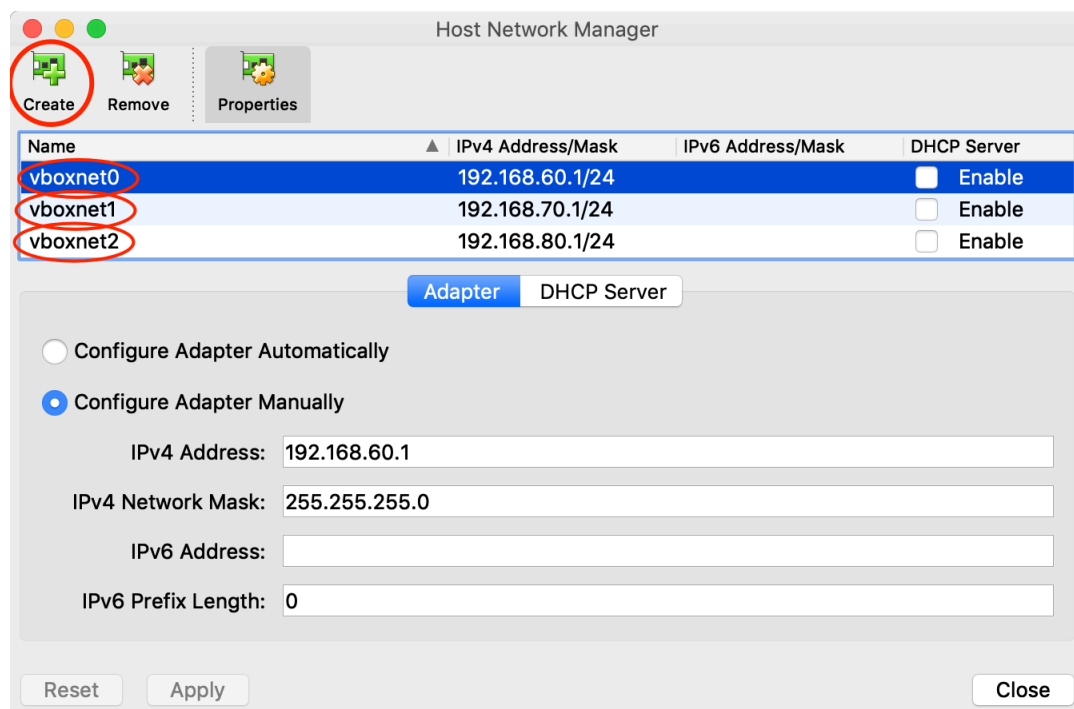 Host Network Manager
Create Remove Properties
Name IPv4 Address/Mask IPv6 Address/Mask DHCP Server
vboxnet0 192.168.60.1/24 Enable
vboxnet1 192.168.70.1/24 Enable
vboxnet2 192.168.80.1/24 Enable
Adapter DHCP Server
Configure Adapter Automatically
Configure Adapter Manually
IPv4 Address: 192.168.60.1
IPv4 Network Mask: 255.255.255.0
IPv6 Address:
IPv6 Prefix Length: 0
Reset Apply Close